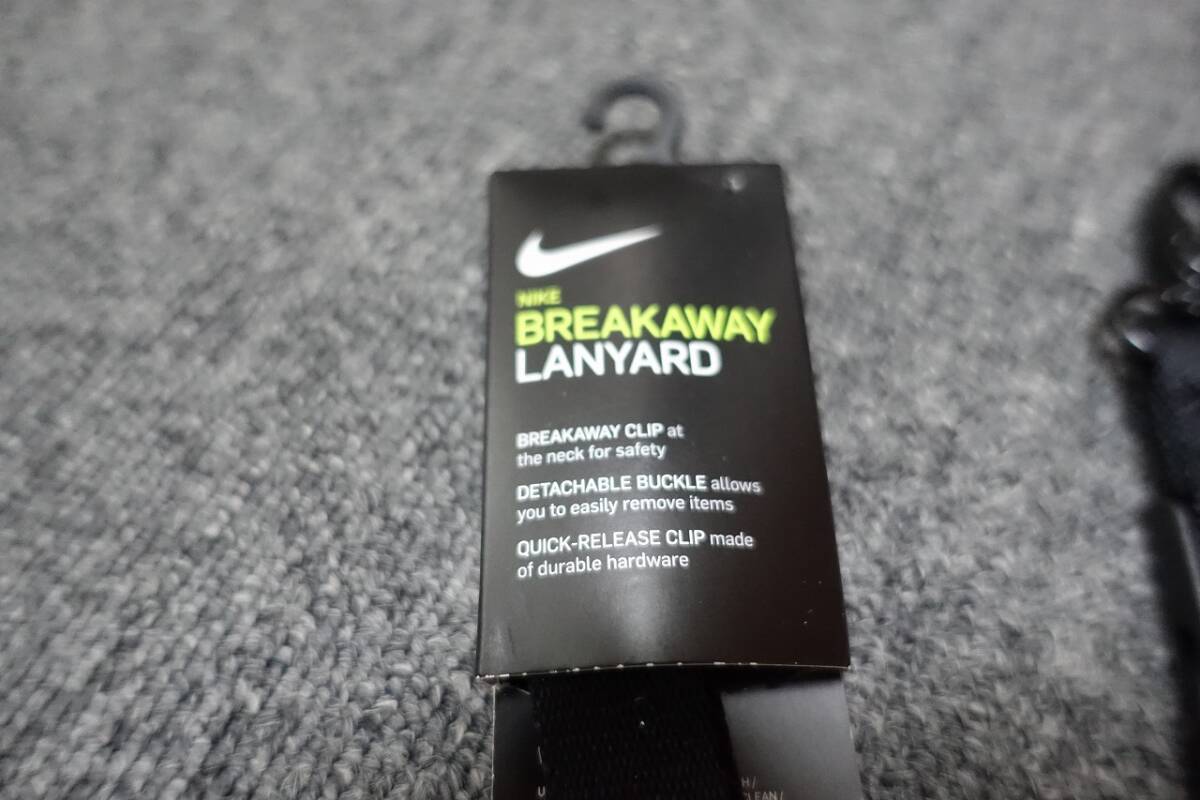 NIKE
BREAKAWAY
LANYARD
BREAKAWAY CLIP at
the neck for safety
DETACHABLE BUCKLE allows
you to easily remove items
QUICK-RELEASE CLIP made
of durable hardware